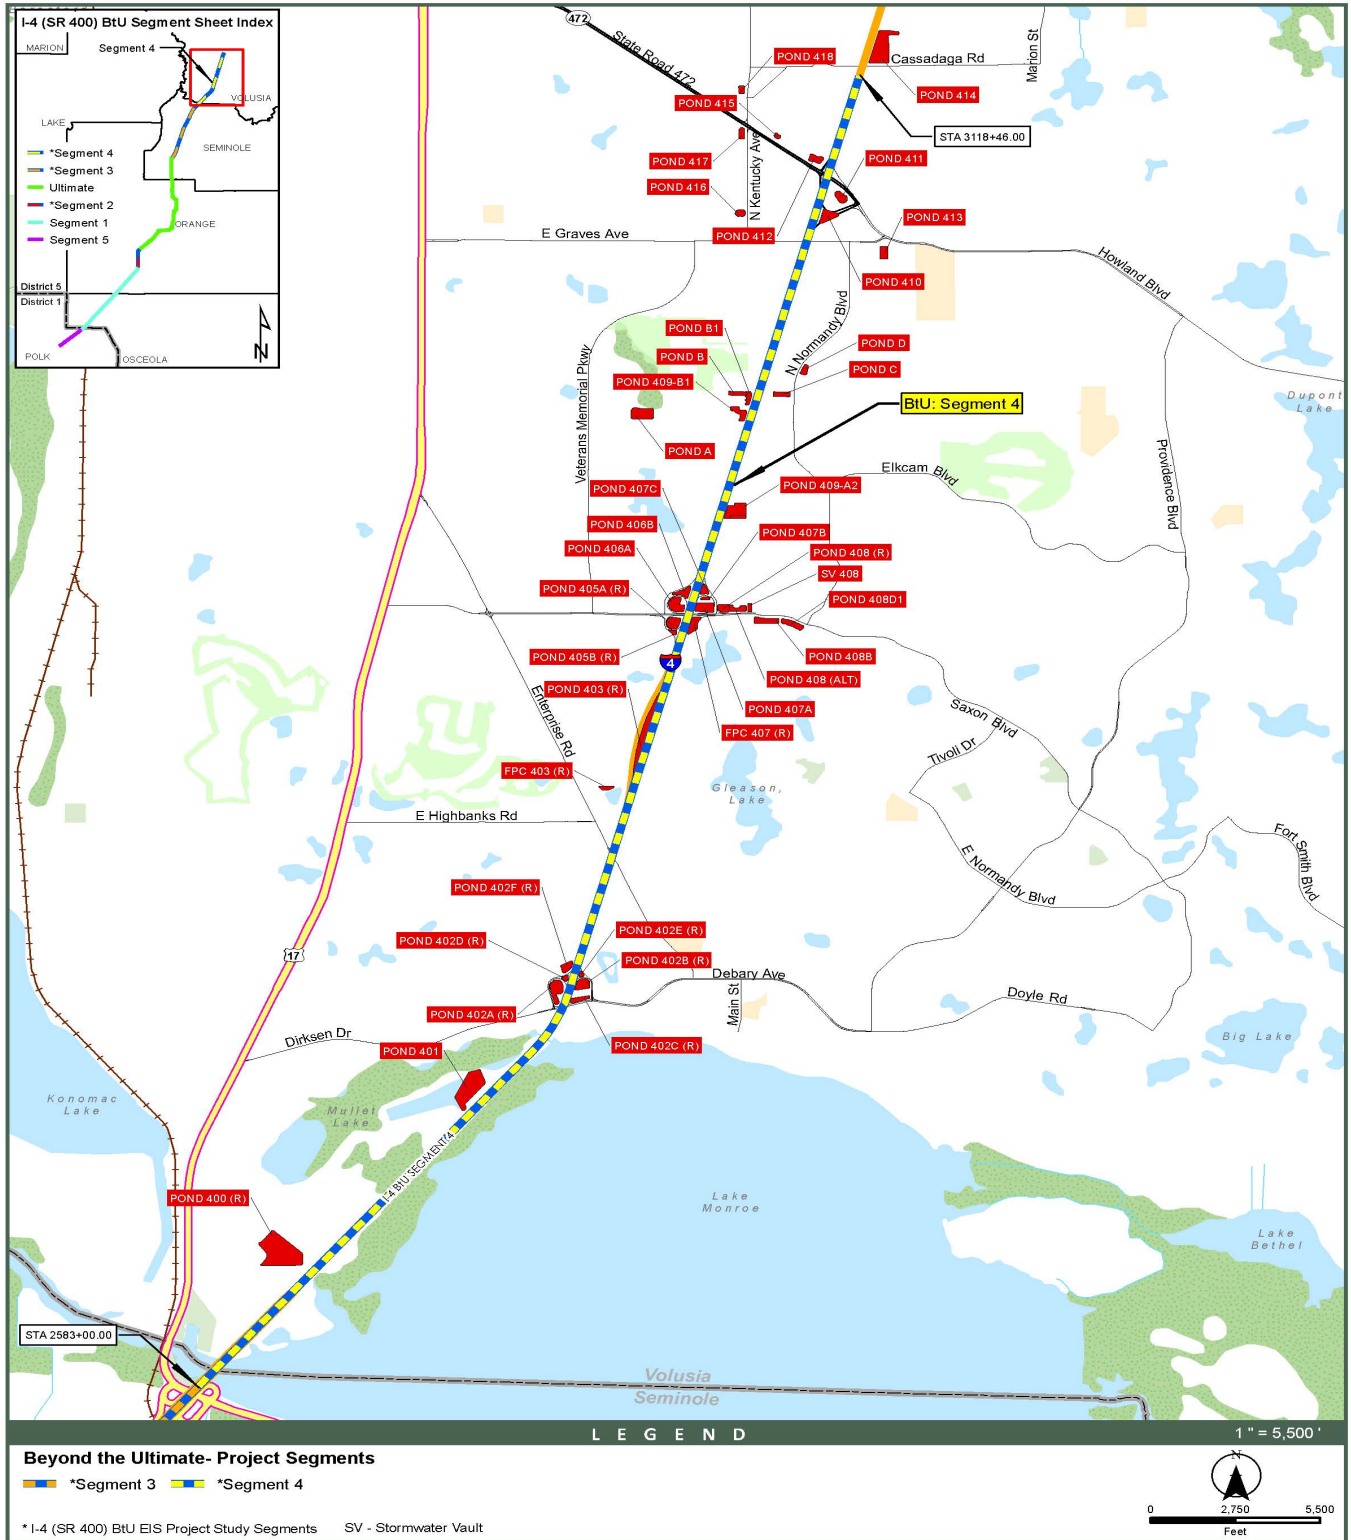 I-4 (SR 400) BtU Segment Sheet Index
MARION
Segment 4
VOLUSIA
LAKE
SEMINOLE
*Segment 4
*Segment 3
Ultimate
*Segment 2
Segment 1
Segment 5
ORANGE
District 5
District 1
POLK
OSCEOLA
N
472
State Road 472
POND 418
Cassadaga Rd
Marion St
POND 415
POND 414
STA 3118+46.00
POND 417
N Kentucky Ave
POND 411
POND 416
POND 413
E Graves Ave
POND 412
Howland Blvd
POND 410
POND B1
N Normandy Blvd
POND D
POND B
POND C
POND 409-B1
Veterans Memorial Pkwy
BtU: Segment 4
Dupont
Lake
POND A
Providence Blvd
Elkcam Blvd
POND 407C
POND 409-A2
POND 406B
POND 407B
POND 406A
POND 408 (R)
SV 408
POND 405A (R)
POND 408D1
POND 405B (R)
4
POND 408B
POND 408 (ALT)
POND 403 (R)
Enterprise Rd
POND 407A
Saxon Blvd
FPC 407 (R)
Tivoli Dr
FPC 403 (R)
Gleason,
Lake
E Highbanks Rd
Fort Smith Blvd
E Normandy Blvd
POND 402F (R)
POND 402E (R)
POND 402D (R)
17
POND 402B (R)
Debary Ave
Main St
Doyle Rd
POND 402A (R)
Dirksen Dr
POND 402C (R)
Big Lake
POND 401
Konomac
Lake
Mullet
Lake
I-4 BtU SEGMENT 4
POND 400 (R)
Lake
Monroe
Lake
Bethel
STA 2583+00.00
Volusia
Seminole
LEGEND
1 " = 5,500 '
Beyond the Ultimate- Project Segments
*Segment 3
*Segment 4
N
0 2,750 5,500
Feet
* I-4 (SR 400) BtU EIS Project Study Segments
SV - Stormwater Vault